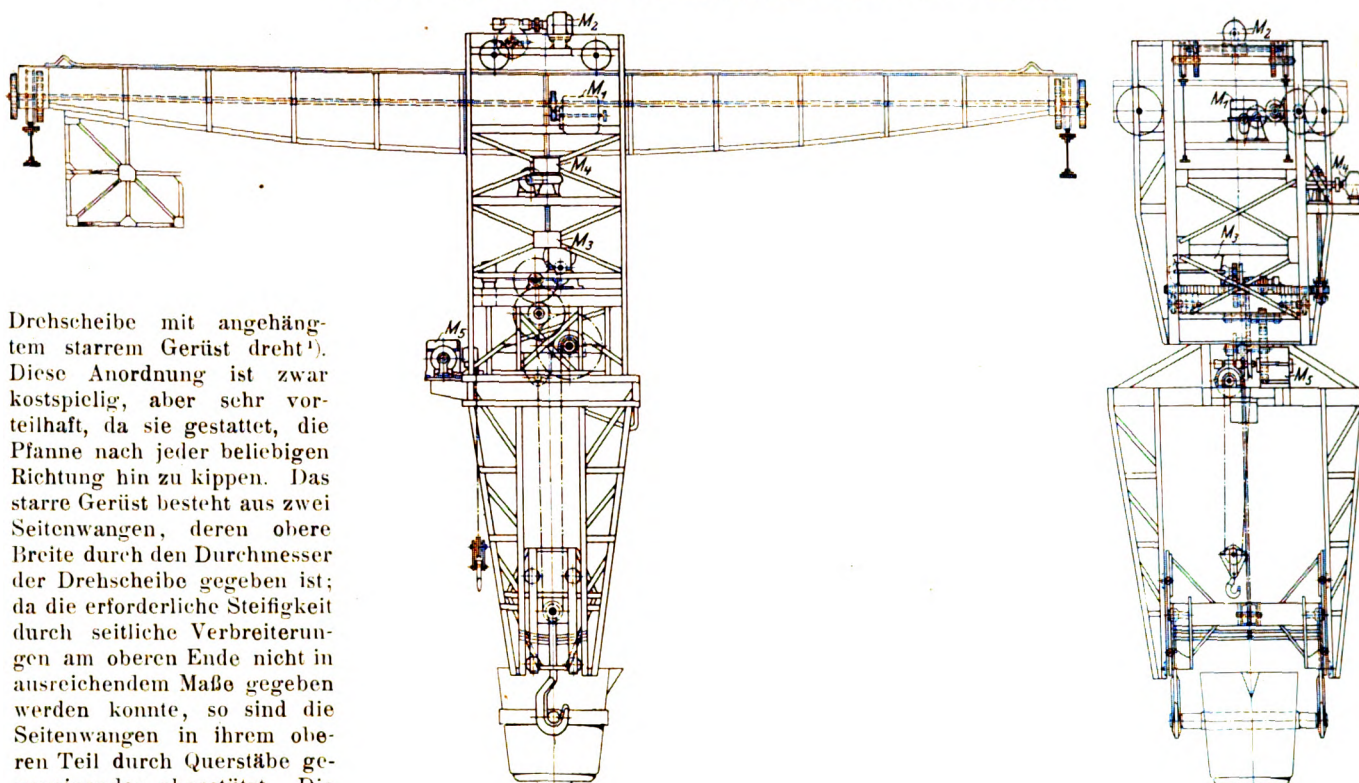 M2
M1
M4
M3
M5
M2
M1
M4
M3
M5
Drehscheibe mit angehäng-
tem starrem Gerüst dreht¹).
Diese Anordnung ist zwar
kostspielig, aber sehr vor-
teilhaft, da sie gestattet, die
Pfanne nach jeder beliebigen
Richtung hin zu kippen. Das
starre Gerüst besteht aus zwei
Seitenwangen, deren obere
Breite durch den Durchmesser
der Drehscheibe gegeben ist;
da die erforderliche Steifigkeit
durch seitliche Verbreiterun-
gen am oberen Ende nicht in
ausreichendem Maße gegeben
werden konnte, so sind die
Seitenwangen in ihrem obe-
ren Teil durch Querstäbe ge-